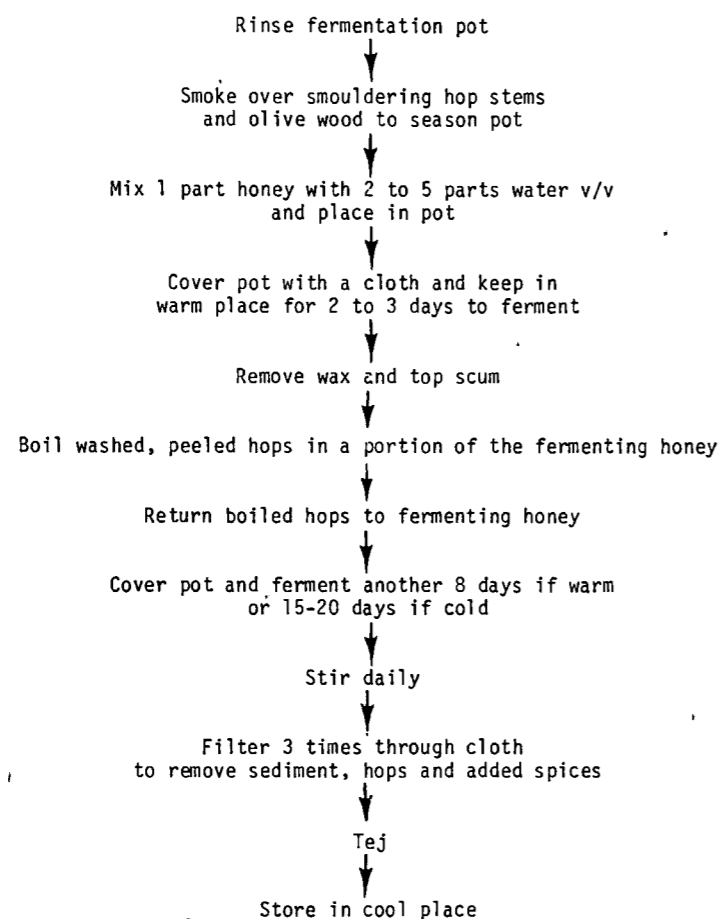 Rinse fermentation pot
Smoke over smouldering hop stems
and olive wood to season pot
Mix 1 part honey with 2 to 5 parts water v/v
and place in pot
Cover pot with a cloth and keep in
warm place for 2 to 3 days to ferment
Remove wax and top scum
Boil washed, peeled hops in a portion of the fermenting honey
Return boiled hops to fermenting honey
Cover pot and ferment another 8 days if warm
or 15-20 days if cold
Stir daily
Filter 3 times through cloth
to remove sediment, hops and added spices
Tej
Store in cool place